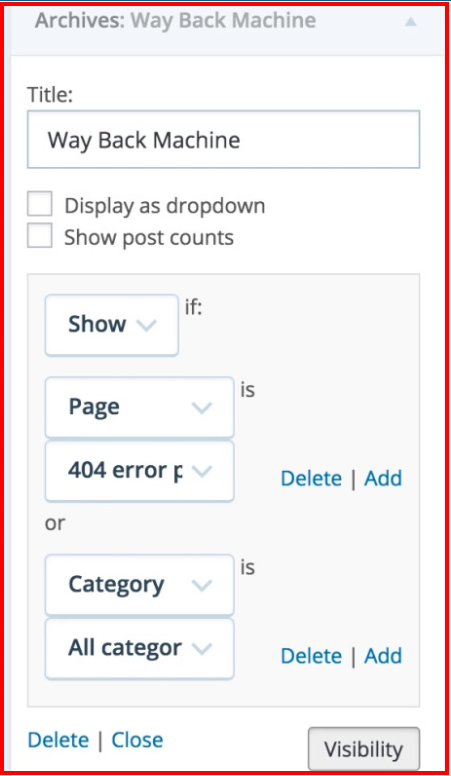 Archives: Way Back Machine
Title:
Way Back Machine
Display as dropdown
Show post counts
Show if:
Page is
404 error p
Delete | Add
or
Category is
All categor
Delete | Add
Delete | Close
Visibility